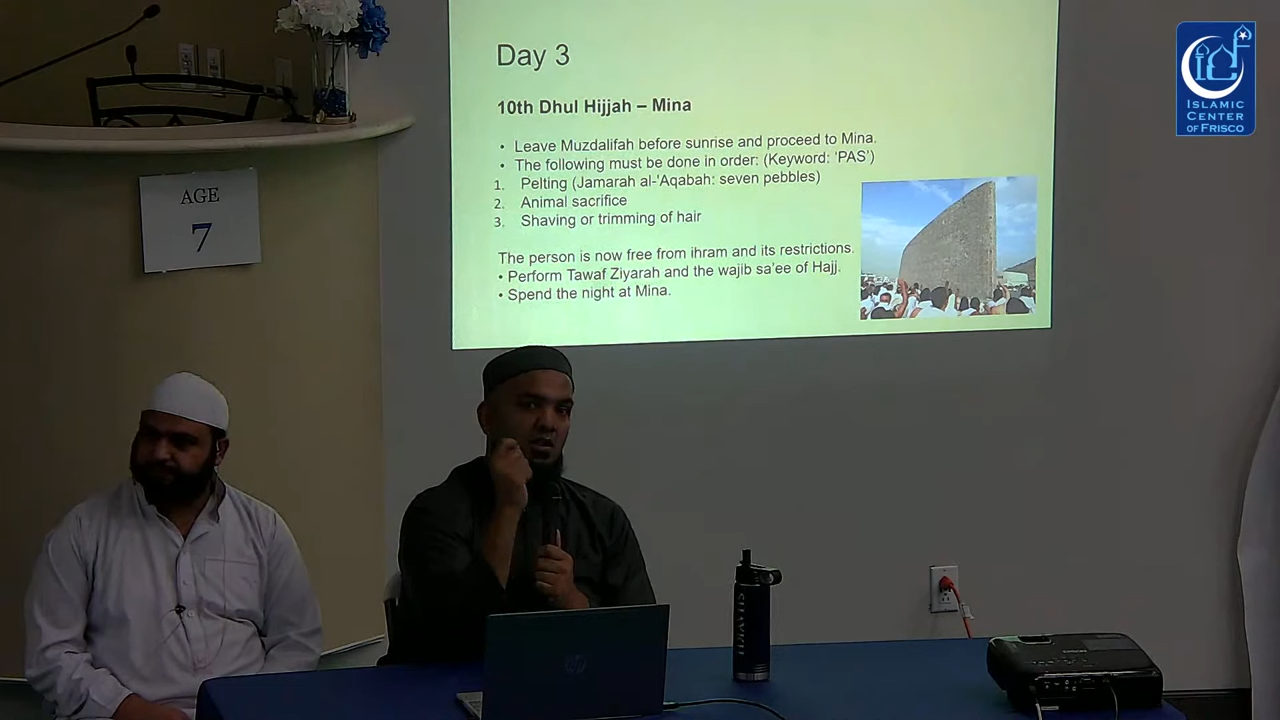 Day 3
10th Dhul Hijjah – Mina
• Leave Muzdalifah before sunrise and proceed to Mina.
• The following must be done in order: (Keyword: 'PAS')
1. Pelting (Jamarah al-'Aqabah: seven pebbles)
2. Animal sacrifice
3. Shaving or trimming of hair
The person is now free from ihram and its restrictions.
• Perform Tawaf Ziyarah and the wajib sa'ee of Hajj.
• Spend the night at Mina.
ISLAMIC
CENTER
OF FRISCO
AGE
7
hp